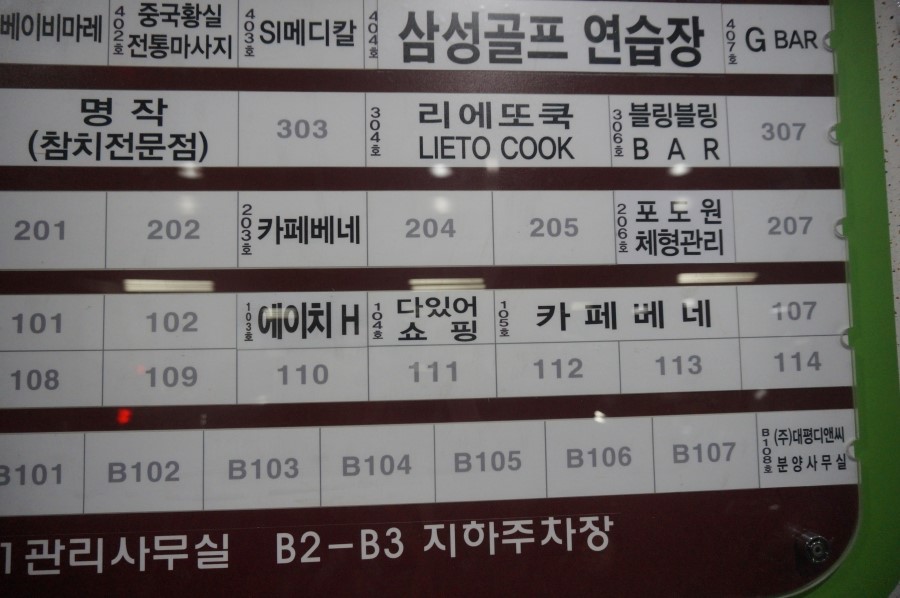 베이비마레
402호 중국황실
전통마사지
403호 SI메디칼
404호 삼성골프 연습장
407호 G BAR
명 작
(참치전문점)
303
304호 리에또쿡
LIETO COOK
306호 블링블링
B A R
307
201
202
203호 카페베네
204
205
206호 포도원
체형관리
207
101
102
103호 에이치 H
104호 다있어
쇼 핑
105호 카 페 베 네
107
108
109
110
111
112
113
114
B101
B102
B103
B104
B105
B106
B107
B108호 (주)대평디앤씨
분양사무실
1 관리사무실 B2-B3 지하주차장